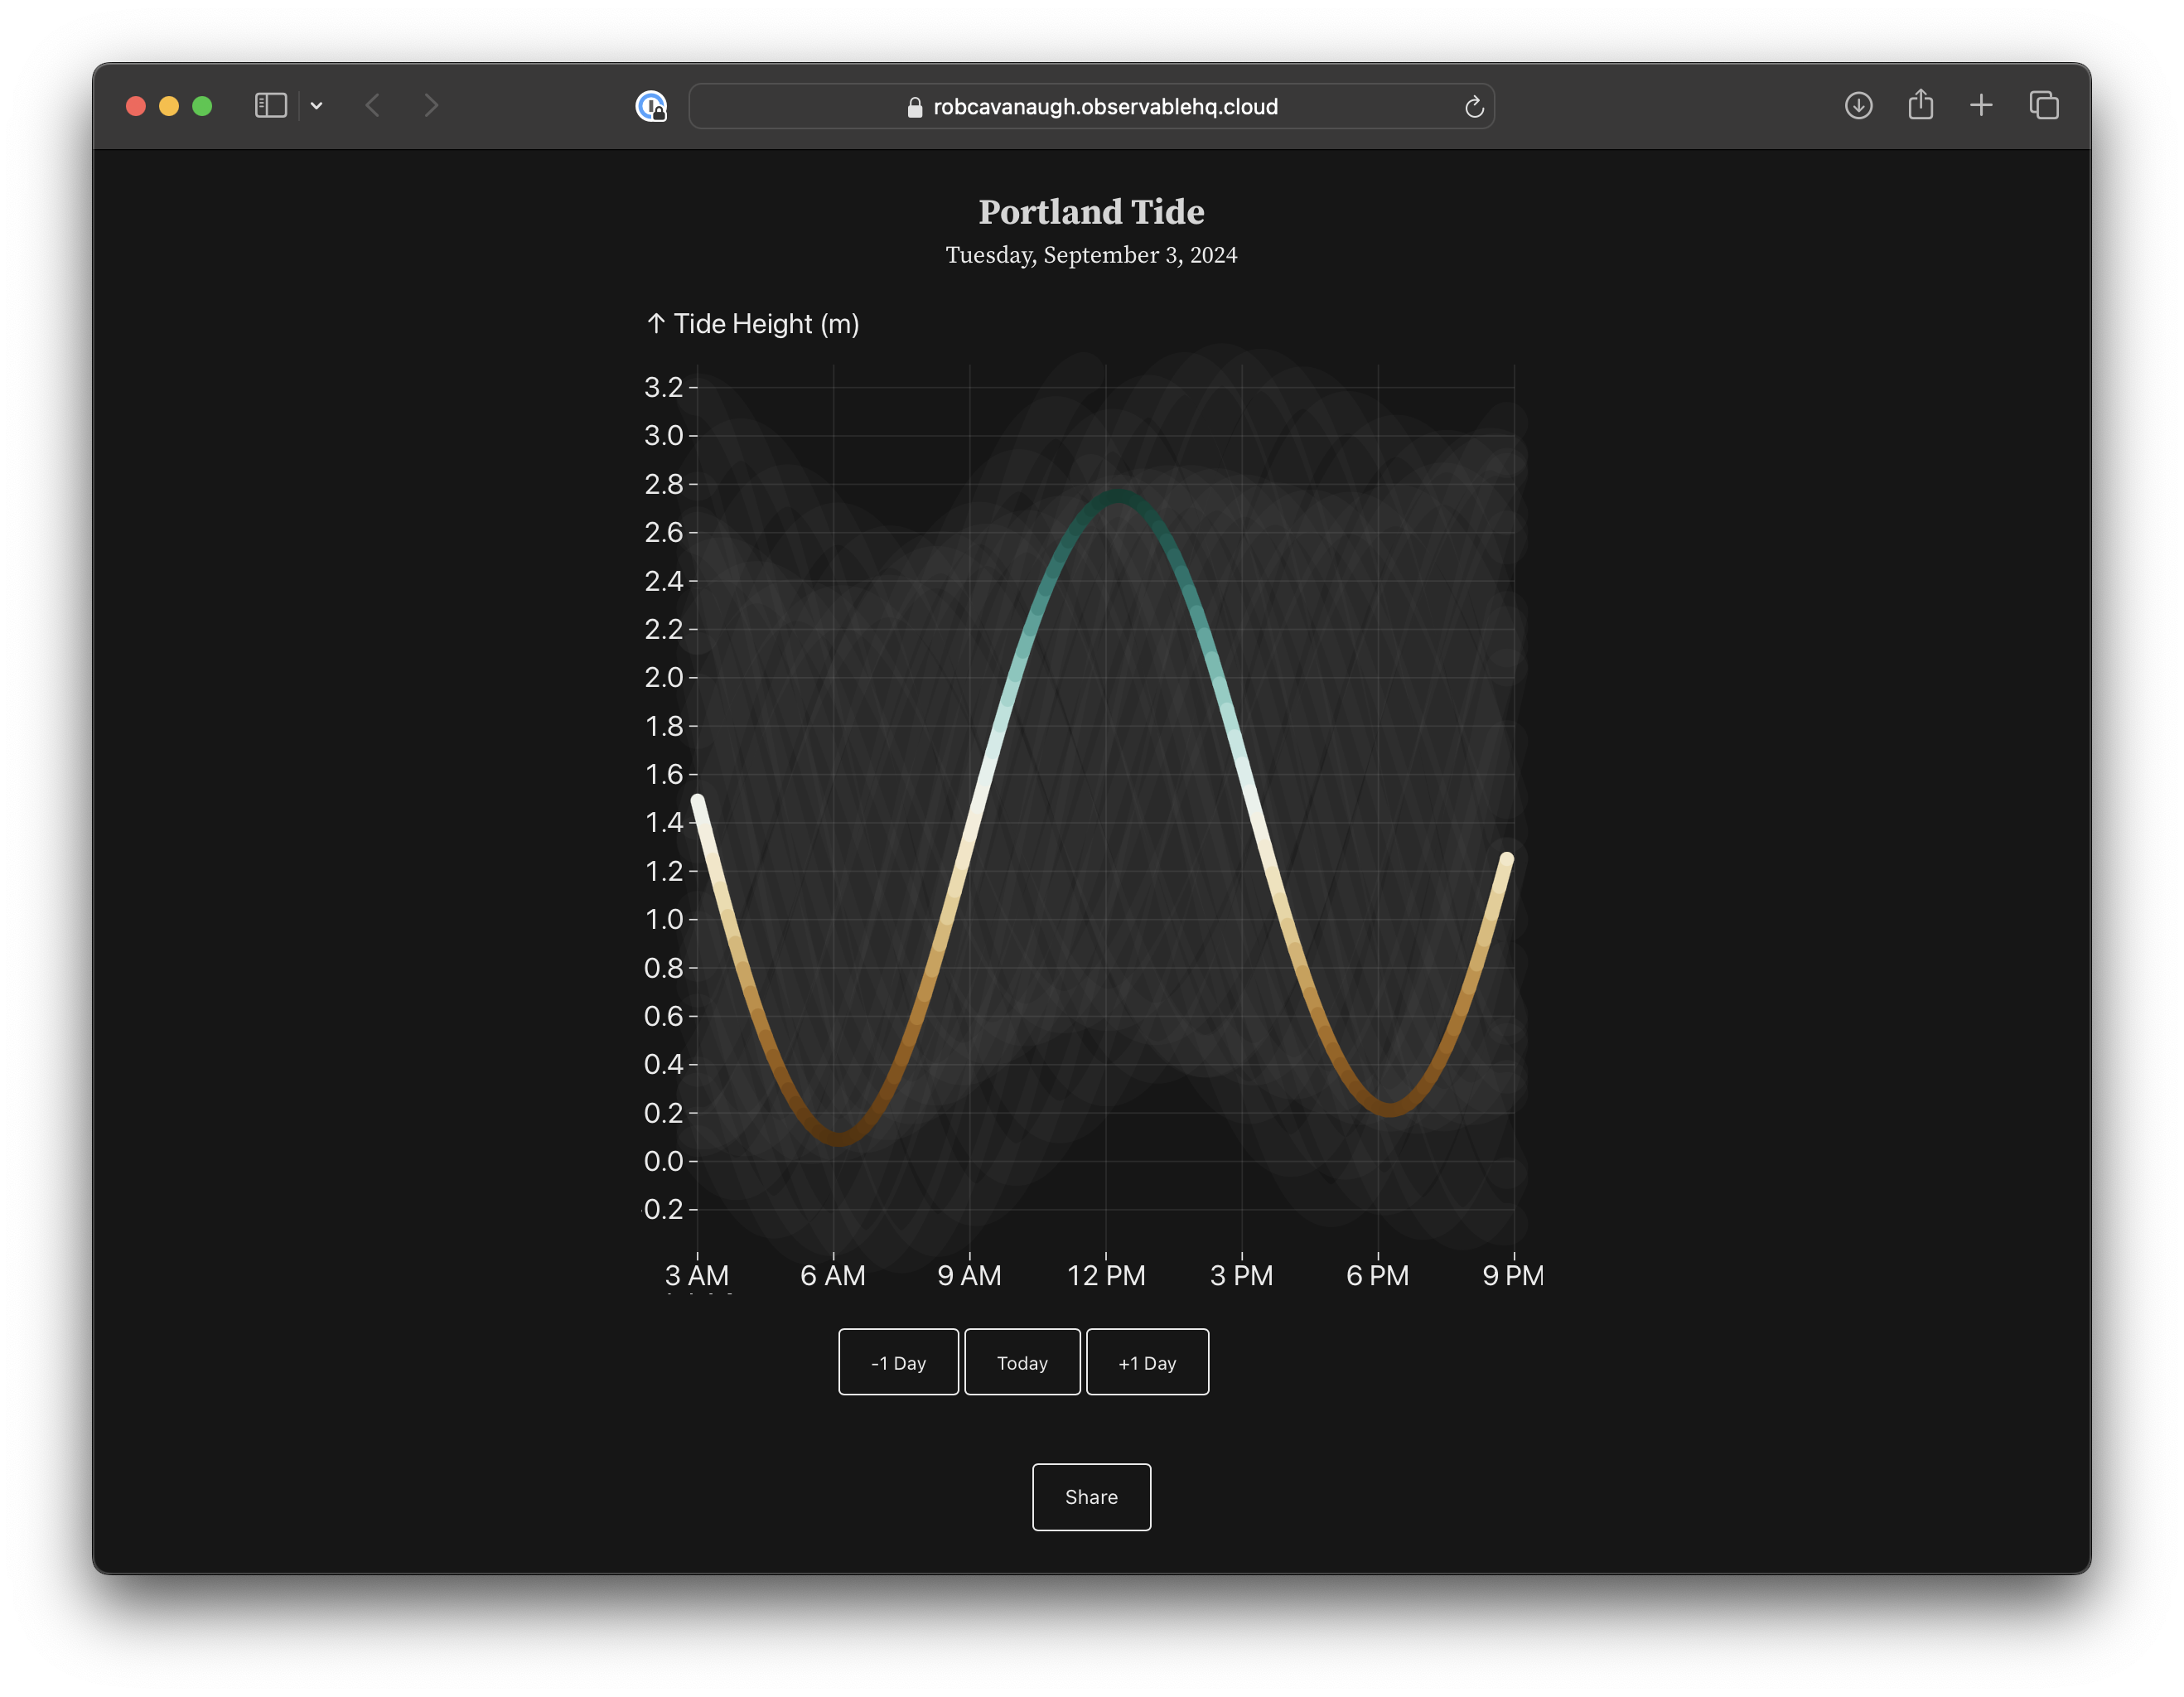 robcavanaugh.observablehq.cloud
Portland Tide
Tuesday, September 3, 2024
↑ Tide Height (m)
3.2
3.0
2.8
2.6
2.4
2.2
2.0
1.8
1.6
1.4
1.2
1.0
0.8
0.6
0.4
0.2
0.0
0.2
3 AM 6 AM 9 AM 12 PM 3 PM 6 PM 9 PM
-1 Day Today +1 Day
Share